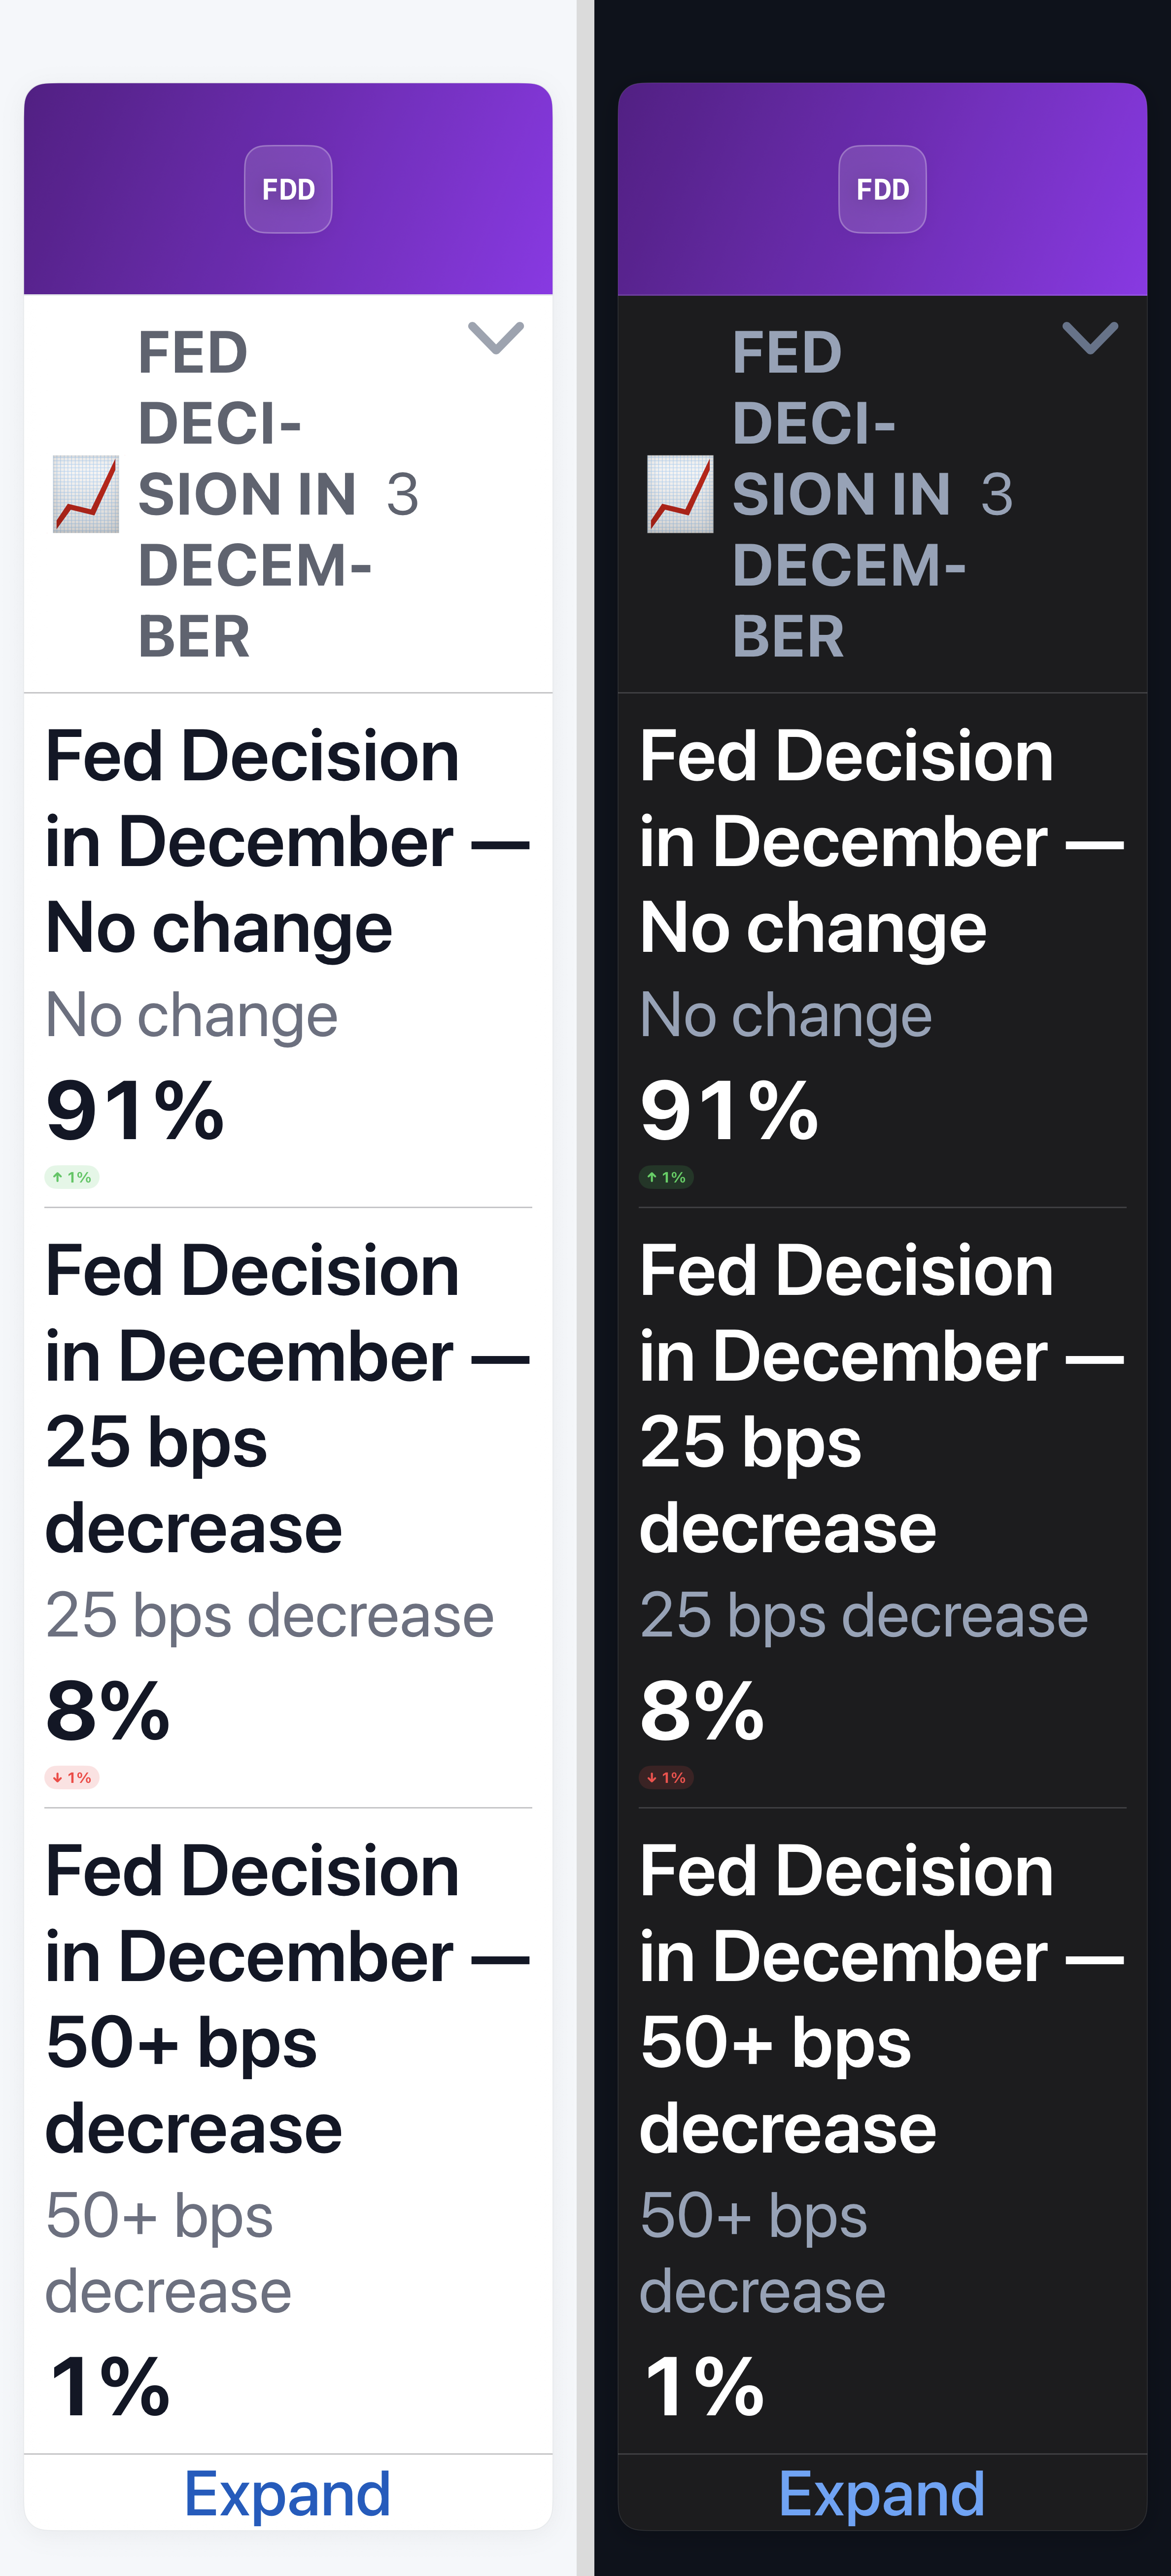 FDD
FED
DECI-
SION IN 3
DECEM-
BER
Fed Decision
in December —
No change
No change
91%
↑ 1%
Fed Decision
in December —
25 bps
decrease
25 bps decrease
8%
↓ 1%
Fed Decision
in December —
50+ bps
decrease
50+ bps
decrease
1%
Expand
FDD
FED
DECI-
SION IN 3
DECEM-
BER
Fed Decision
in December —
No change
No change
91%
↑ 1%
Fed Decision
in December —
25 bps
decrease
25 bps decrease
8%
↓ 1%
Fed Decision
in December —
50+ bps
decrease
50+ bps
decrease
1%
Expand